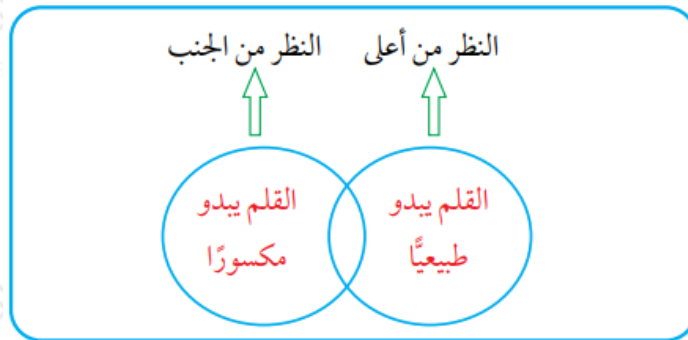 النظر من أعلى
النظر من الجنب
القلم يبدو
طبيعيًّا
القلم يبدو
مكسورًا